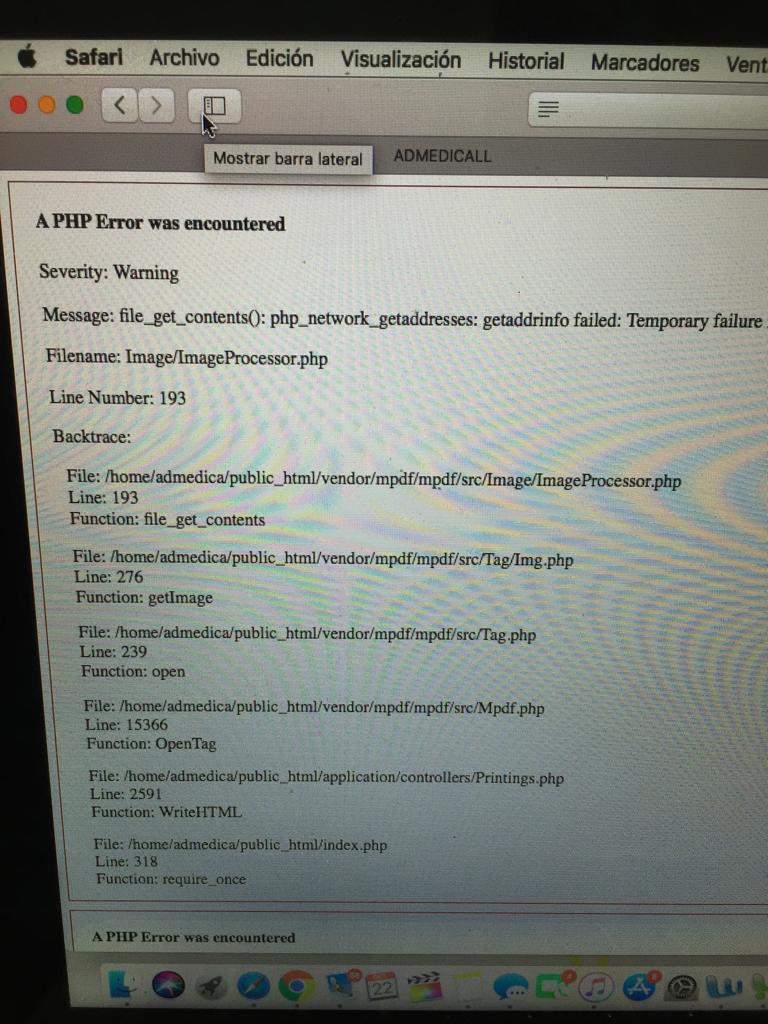 Safari Archivo Edición Visualización Historial Marcadores Vent
Mostrar barra lateral
ADMEDICALL
A PHP Error was encountered
Severity: Warning
Message: file_get_contents(): php_network_getaddresses: getaddrinfo failed: Temporary failure
Filename: Image/ImageProcessor.php
Line Number: 193
Backtrace:
File: /home/admedica/public_html/vendor/mpdf/mpdf/src/Image/ImageProcessor.php
Line: 193
Function: file_get_contents
File: /home/admedica/public_html/vendor/mpdf/mpdf/src/Tag/Img.php
Line: 276
Function: getImage
File: /home/admedica/public_html/vendor/mpdf/mpdf/src/Tag.php
Line: 239
Function: open
File: /home/admedica/public_html/vendor/mpdf/mpdf/src/Mpdf.php
Line: 15366
Function: OpenTag
File: /home/admedica/public_html/application/controllers/Printings.php
Line: 2591
Function: WriteHTML
File: /home/admedica/public_html/index.php
Line: 318
Function: require_once
A PHP Error was encountered
22